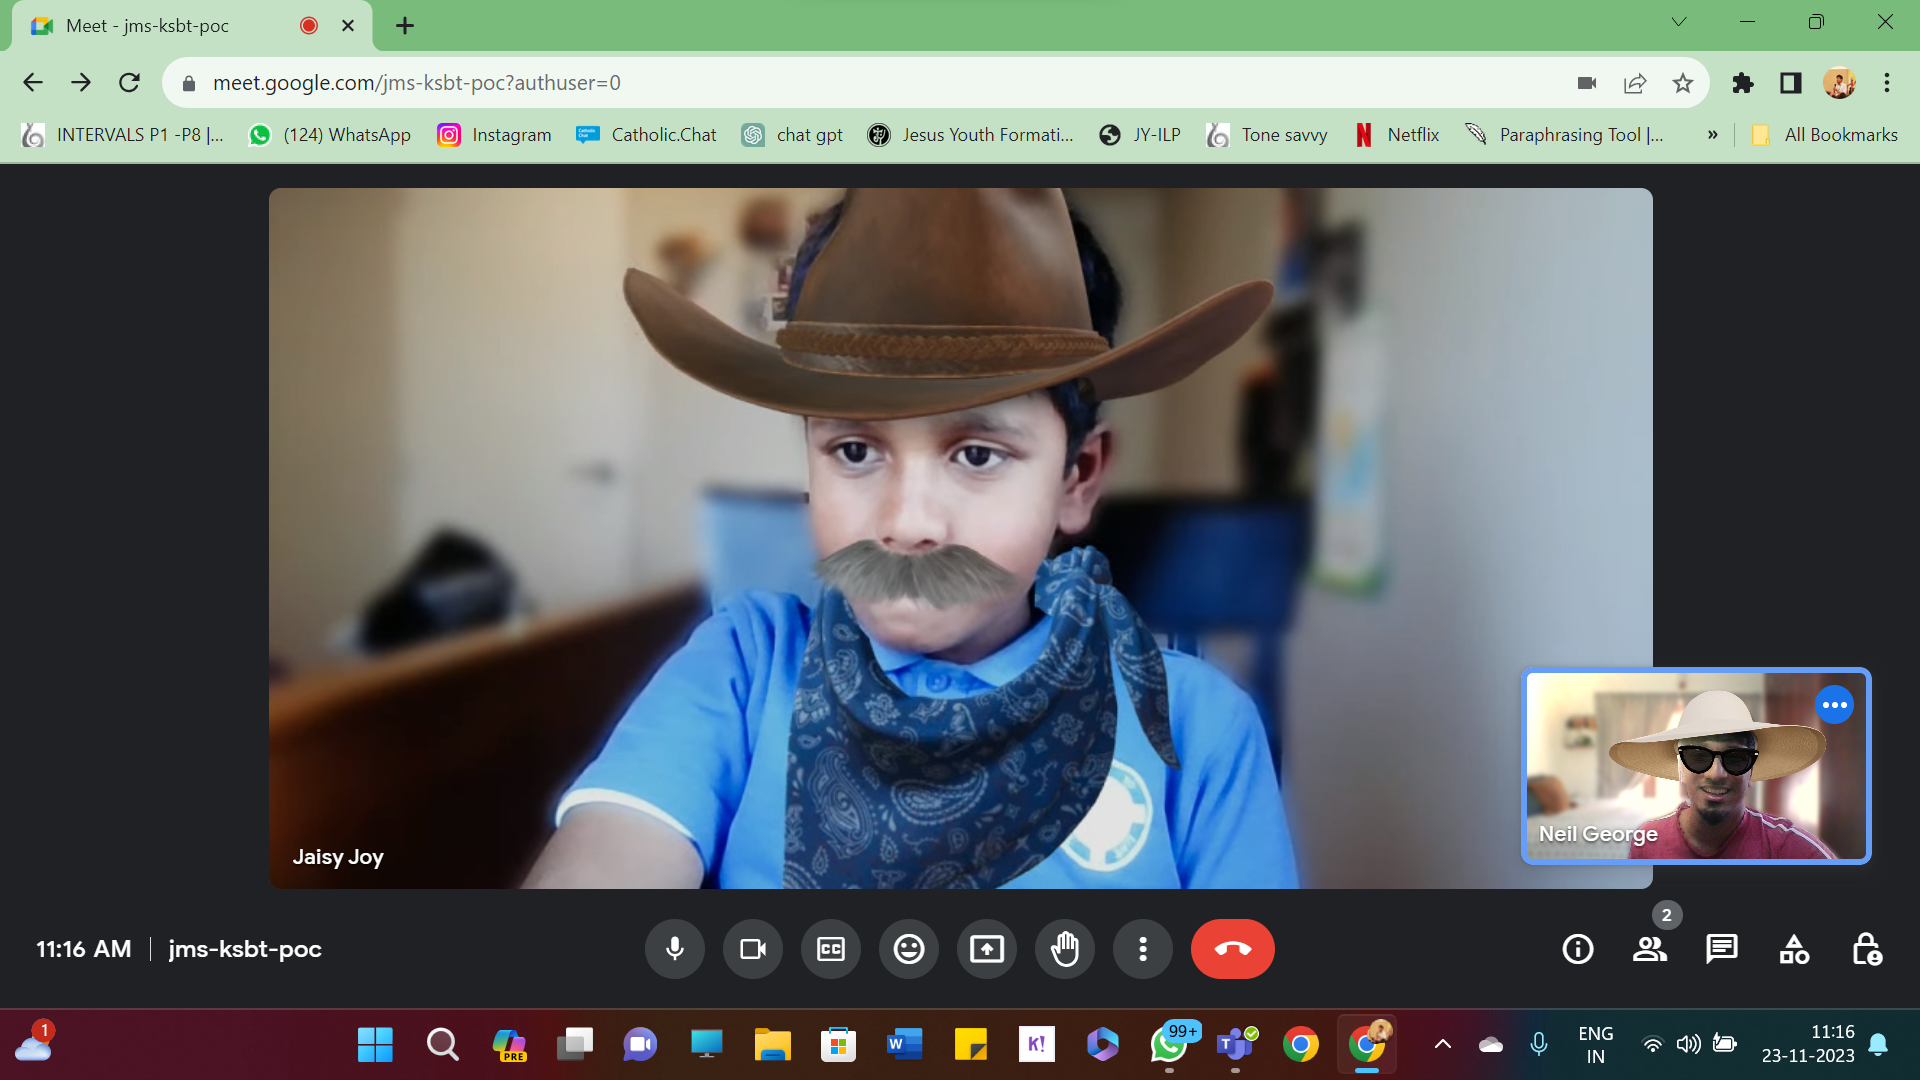 Meet - jms-ksbt-poc
meet.google.com/jms-ksbt-poc?authuser=0
INTERVALS P1 -P8 |... (124) WhatsApp Instagram Catholic.Chat chat gpt Jesus Youth Formati... JY-ILP Tone savvy Netflix Paraphrasing Tool |... » All Bookmarks
Jaisy Joy
Neil George
11:16 AM | jms-ksbt-poc
CC
2
1
PRE
W
K!
99+
T
ENG
IN
11:16
23-11-2023